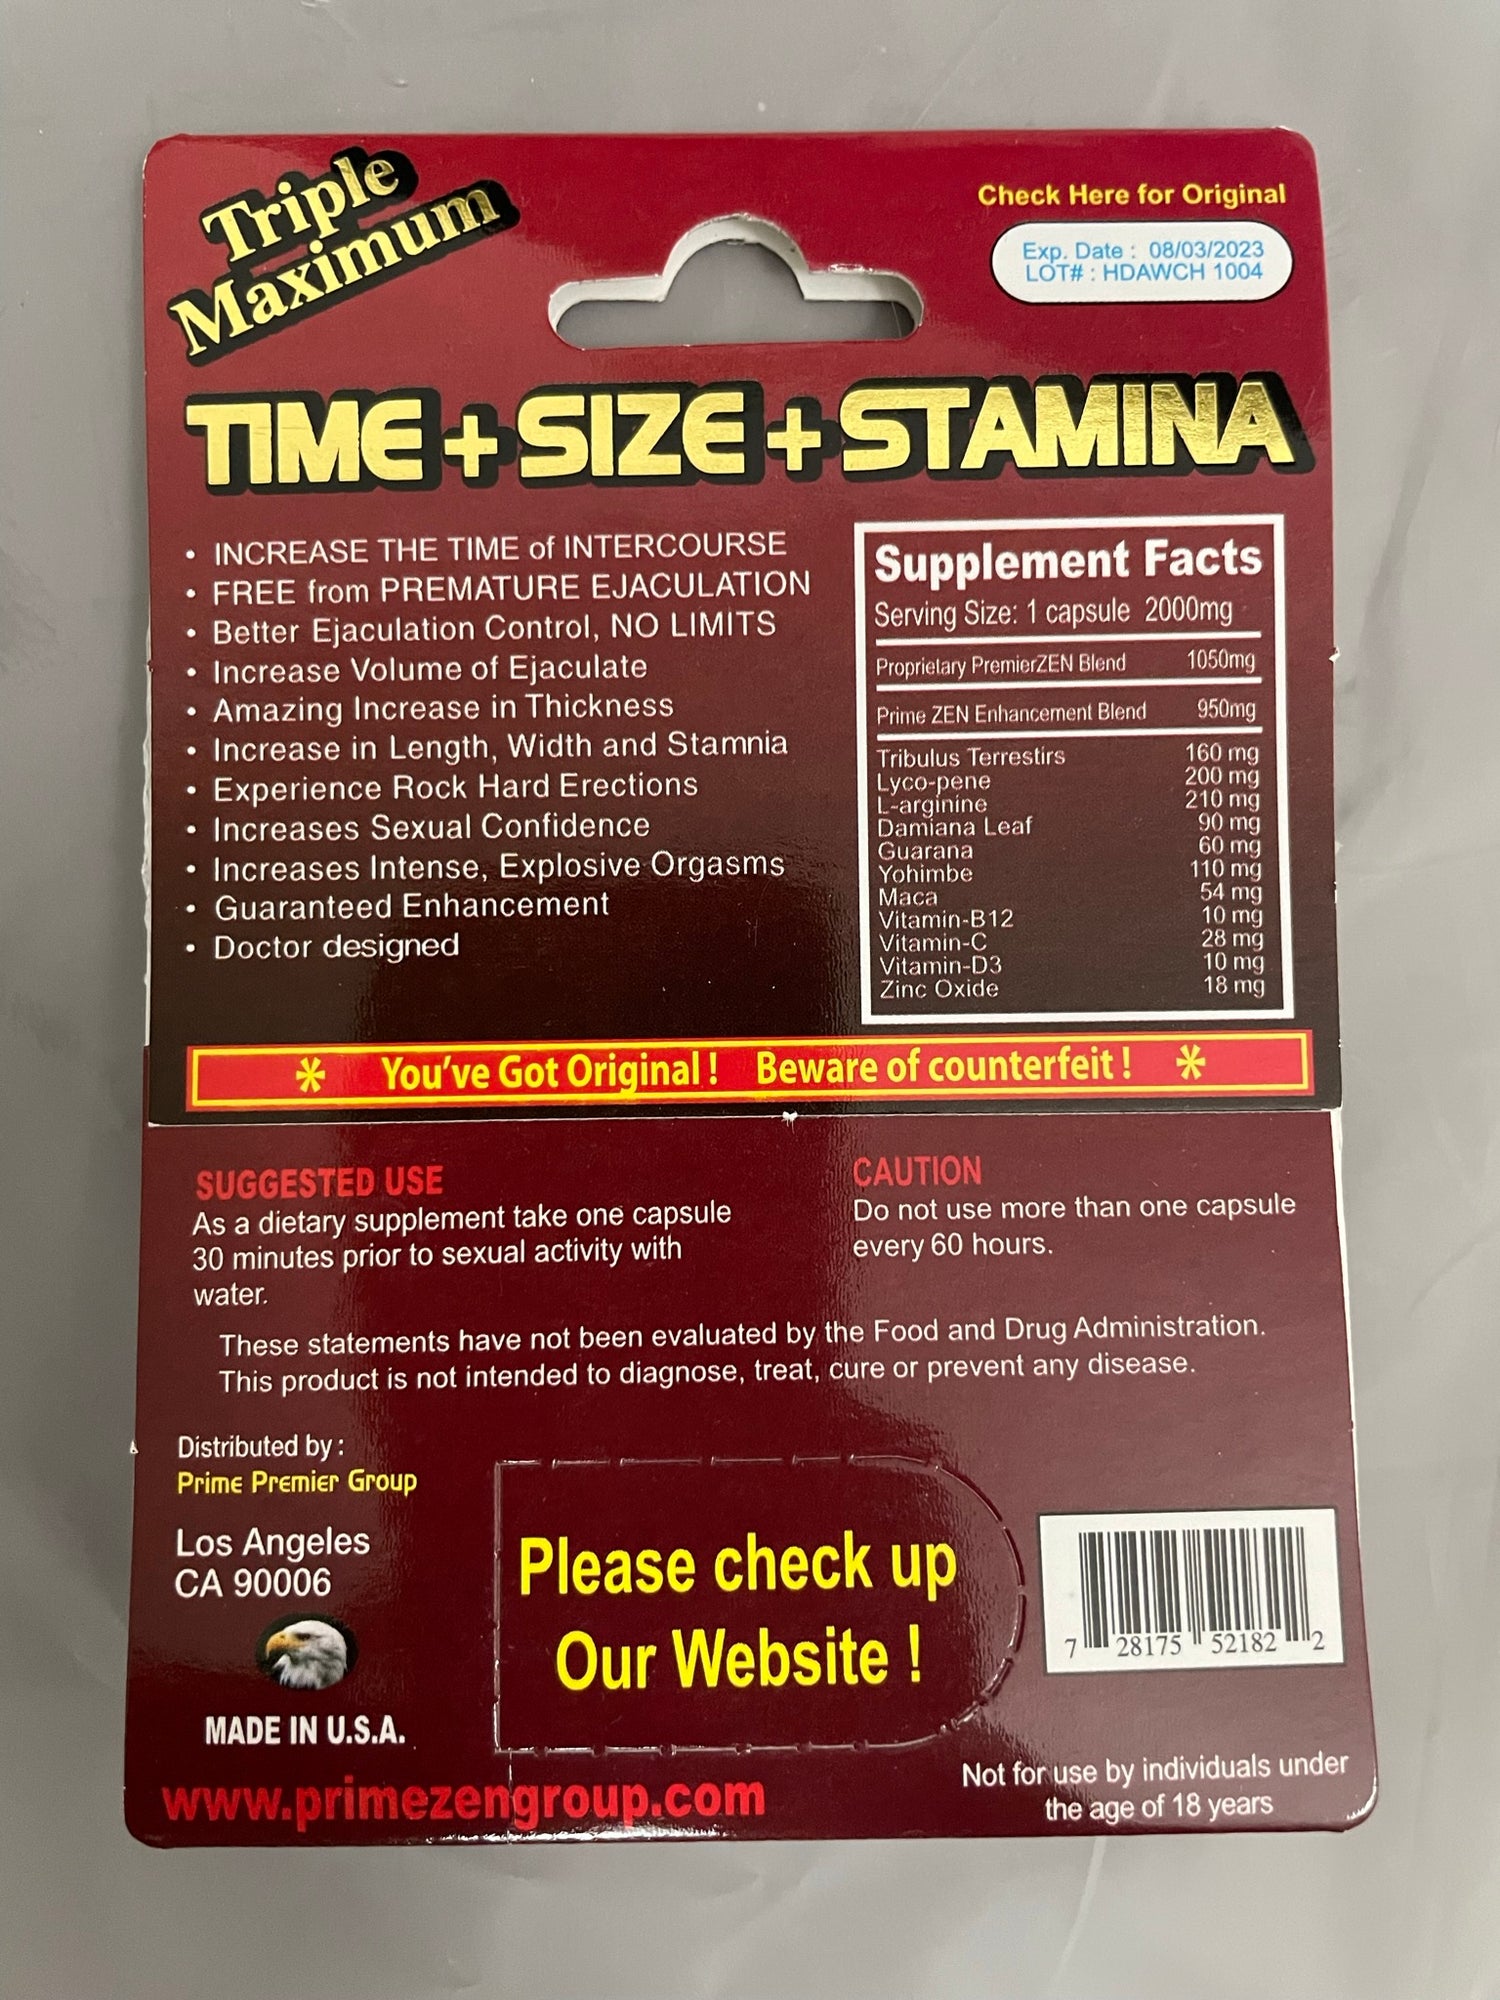 Triple
Maximum
Check Here for Original
Exp. Date : 08/03/2023
LOT# : HDAWCH 1004
TIME + SIZE + STAMINA
• INCREASE THE TIME of INTERCOURSE
• FREE from PREMATURE EJACULATION
• Better Ejaculation Control, NO LIMITS
• Increase Volume of Ejaculate
• Amazing Increase in Thickness
• Increase in Length, Width and Stamnia
• Experience Rock Hard Erections
• Increases Sexual Confidence
• Increases Intense, Explosive Orgasms
• Guaranteed Enhancement
• Doctor designed
Supplement Facts
Serving Size: 1 capsule 2000mg
Proprietary PremierZEN Blend 1050mg
Prime ZEN Enhancement Blend 950mg
Tribulus Terrestirs 160 mg
Lyco-pene 200 mg
L-arginine 210 mg
Damiana Leaf 90 mg
Guarana 60 mg
Yohimbe 110 mg
Maca 54 mg
Vitamin-B12 10 mg
Vitamin-C 28 mg
Vitamin-D3 10 mg
Zinc Oxide 18 mg
* You've Got Original ! Beware of counterfeit ! *
SUGGESTED USE
As a dietary supplement take one capsule
30 minutes prior to sexual activity with
water.
CAUTION
Do not use more than one capsule
every 60 hours.
These statements have not been evaluated by the Food and Drug Administration.
This product is not intended to diagnose, treat, cure or prevent any disease.
Distributed by :
Prime Premier Group
Los Angeles
CA 90006
MADE IN U.S.A.
www.primezengroup.com
Please check up
Our Website !
7 28175 52182 2
Not for use by individuals under
the age of 18 years